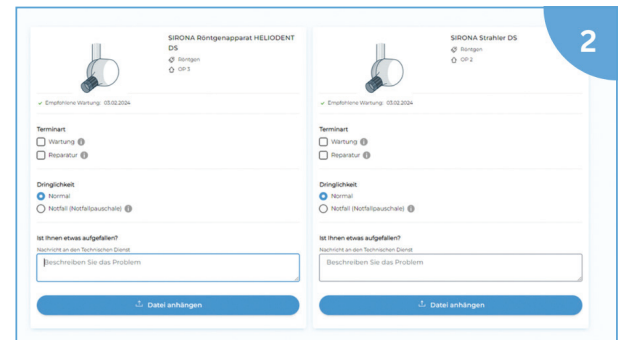 2
SIRONA Röntgenapparat HELIODENT
DS
Röntgen
OP 3
Empfohlene Wartung: 03.02.2024
Terminart
Wartung
Reparatur
Dringlichkeit
Normal
Notfall (Notfallpauschale)
Ist Ihnen etwas aufgefallen?
Nachricht an den Technischen Dienst
Beschreiben Sie das Problem
Datei anhängen
SIRONA Strahler DS
Röntgen
OP 2
Empfohlene Wartung: 03.02.2024
Terminart
Wartung
Reparatur
Dringlichkeit
Normal
Notfall (Notfallpauschale)
Ist Ihnen etwas aufgefallen?
Nachricht an den Technischen Dienst
Beschreiben Sie das Problem
Datei anhängen